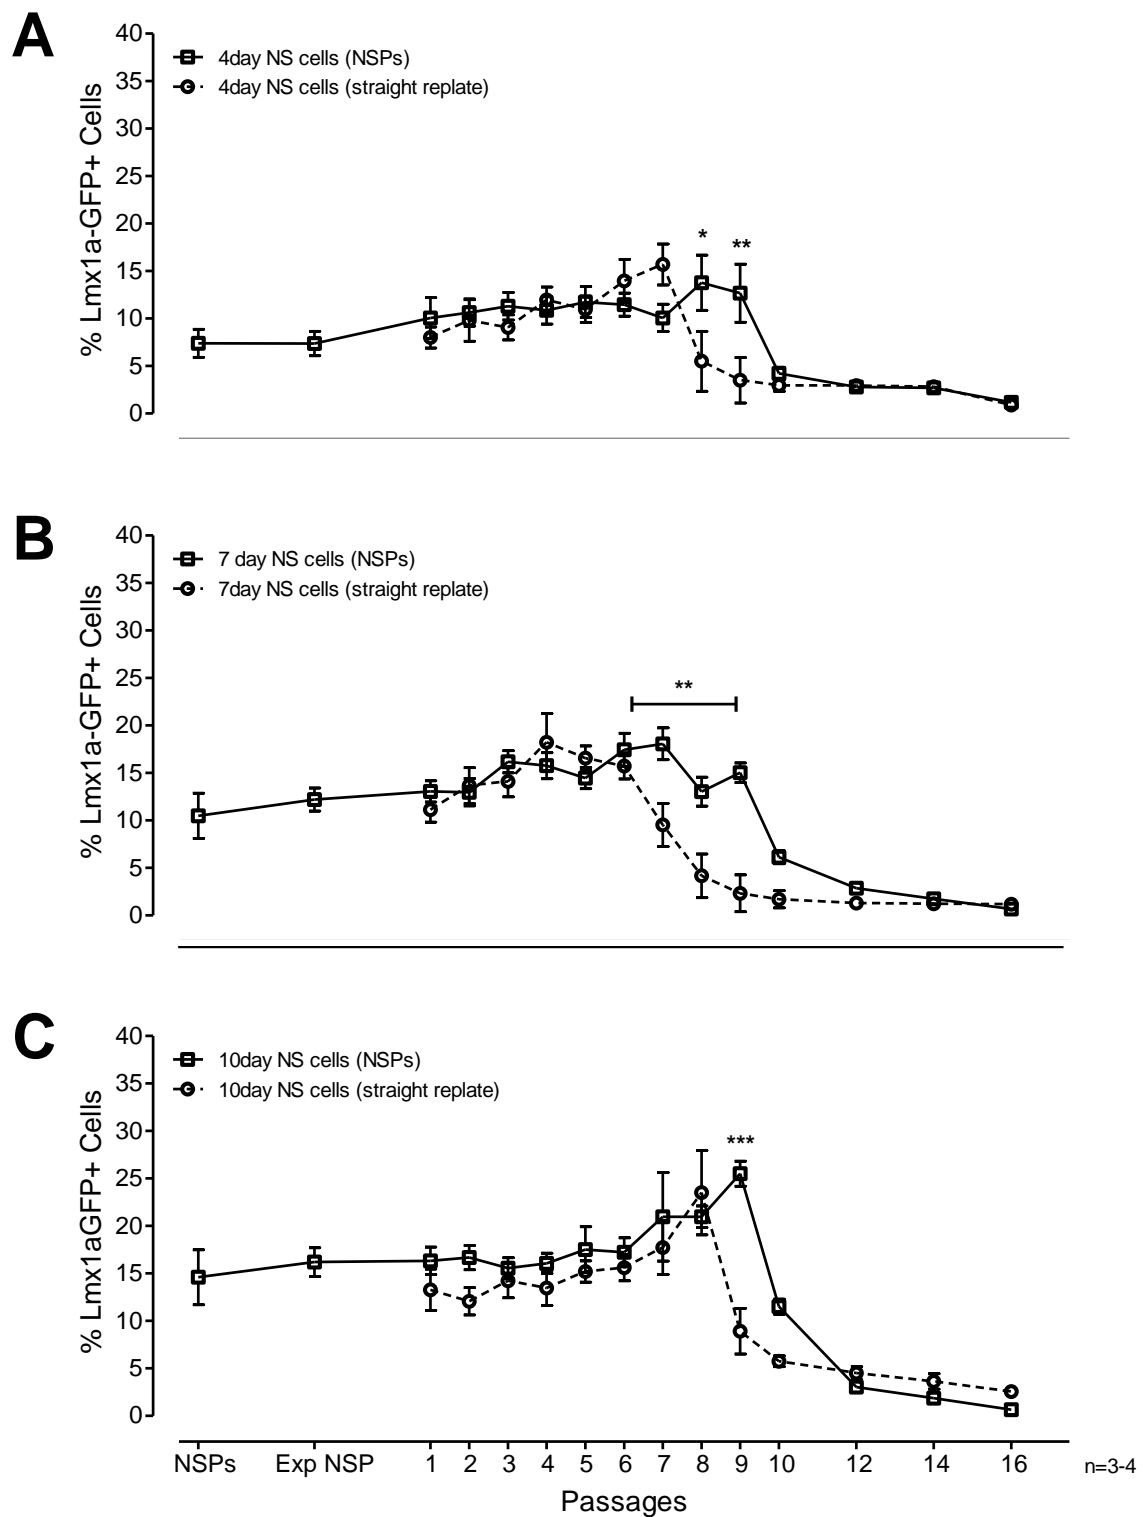 A
40
35
30
25
20
15
10
5
0
% Lmx1a-GFP+ Cells
4day NS cells (NSPs)
4day NS cells (straight replate)
*
**
B
40
35
30
25
20
15
10
5
0
% Lmx1a-GFP+ Cells
7 day NS cells (NSPs)
7day NS cells (straight replate)
**
C
40
35
30
25
20
15
10
5
0
% Lmx1aGFP+ Cells
10day NS cells (NSPs)
10day NS cells (straight replate)
***
NSPs Exp NSP 1 2 3 4 5 6 7 8 9 10 12 14 16 n=3-4
Passages